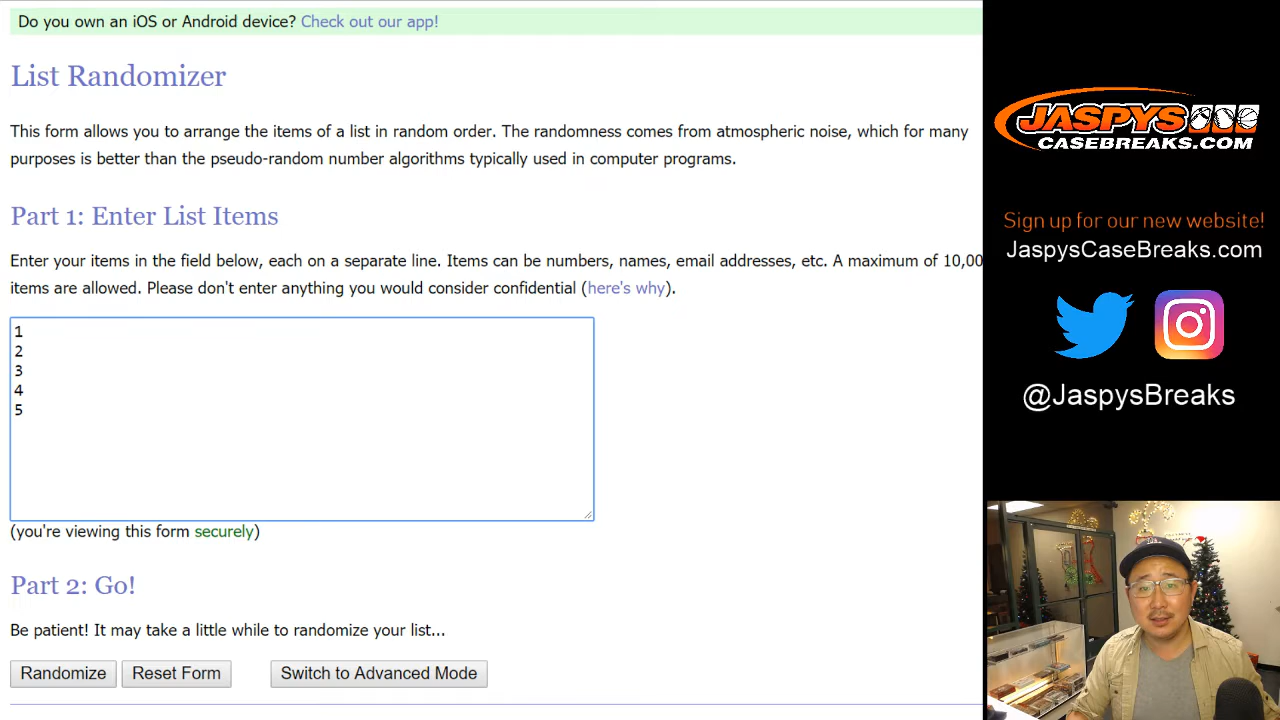 Do you own an iOS or Android device? Check out our app!
List Randomizer
This form allows you to arrange the items of a list in random order. The randomness comes from atmospheric noise, which for many
purposes is better than the pseudo-random number algorithms typically used in computer programs.
Part 1: Enter List Items
Enter your items in the field below, each on a separate line. Items can be numbers, names, email addresses, etc. A maximum of 10,00
items are allowed. Please don't enter anything you would consider confidential (here's why).
1
2
3
4
5
(you're viewing this form securely)
Part 2: Go!
Be patient! It may take a little while to randomize your list...
Randomize Reset Form Switch to Advanced Mode
JASPYS
CASEBREAKS.COM
Sign up for our new website!
JaspysCaseBreaks.com
@JaspysBreaks